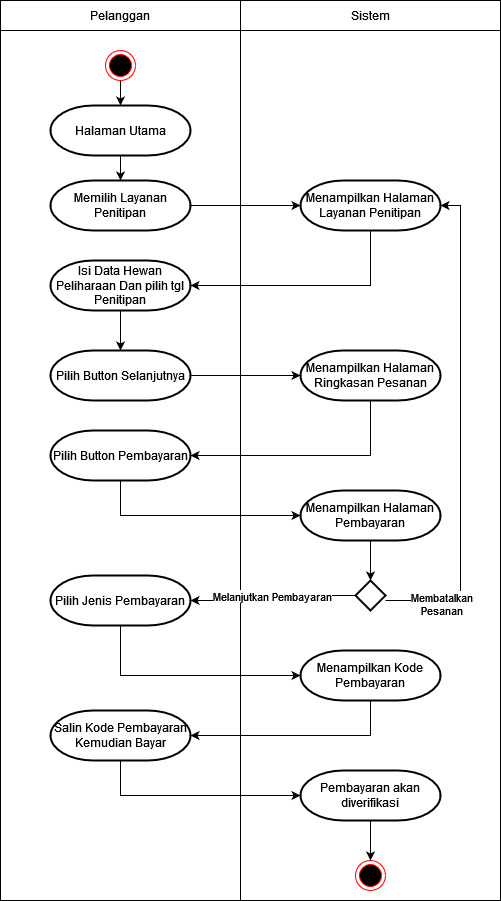 Pelanggan
Sistem
Halaman Utama
Memilih Layanan
Penitipan
Menampilkan Halaman
Layanan Penitipan
Isi Data Hewan
Peliharaan Dan pilih tgl
Penitipan
Pilih Button Selanjutnya
Menampilkan Halaman
Ringkasan Pesanan
Pilih Button Pembayaran
Menampilkan Halaman
Pembayaran
Melanjutkan Pembayaran
Membatalkan
Pesanan
Pilih Jenis Pembayaran
Menampilkan Kode
Pembayaran
Salin Kode Pembayaran
Kemudian Bayar
Pembayaran akan
diverifikasi